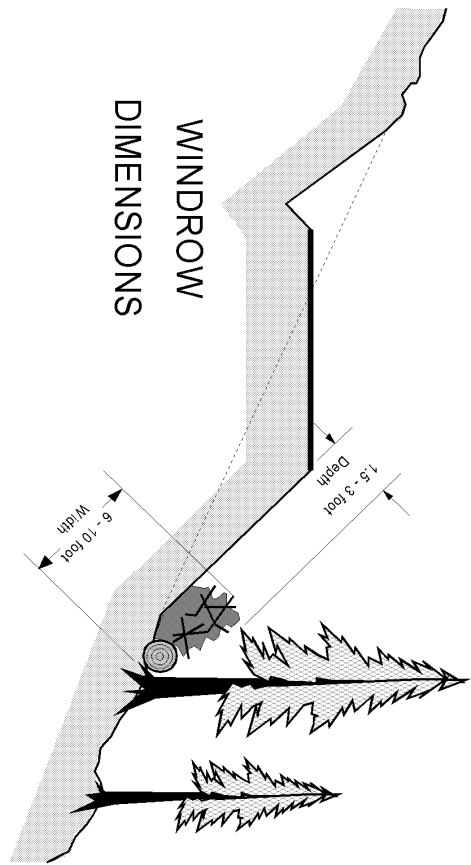 WINDROW
DIMENSIONS
1.5 - 3 foot
Depth
6 - 10 foot
Width